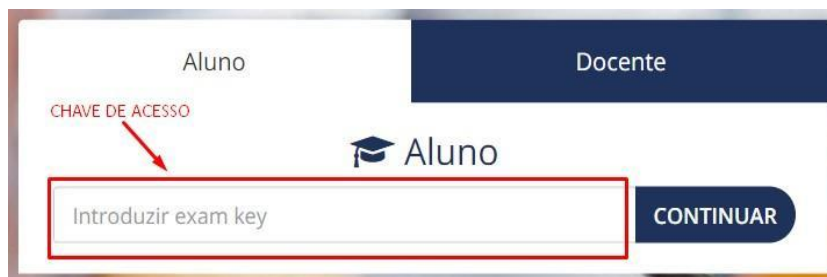 Aluno
Docente
CHAVE DE ACESSO
Aluno
Introduzir exam key
CONTINUAR